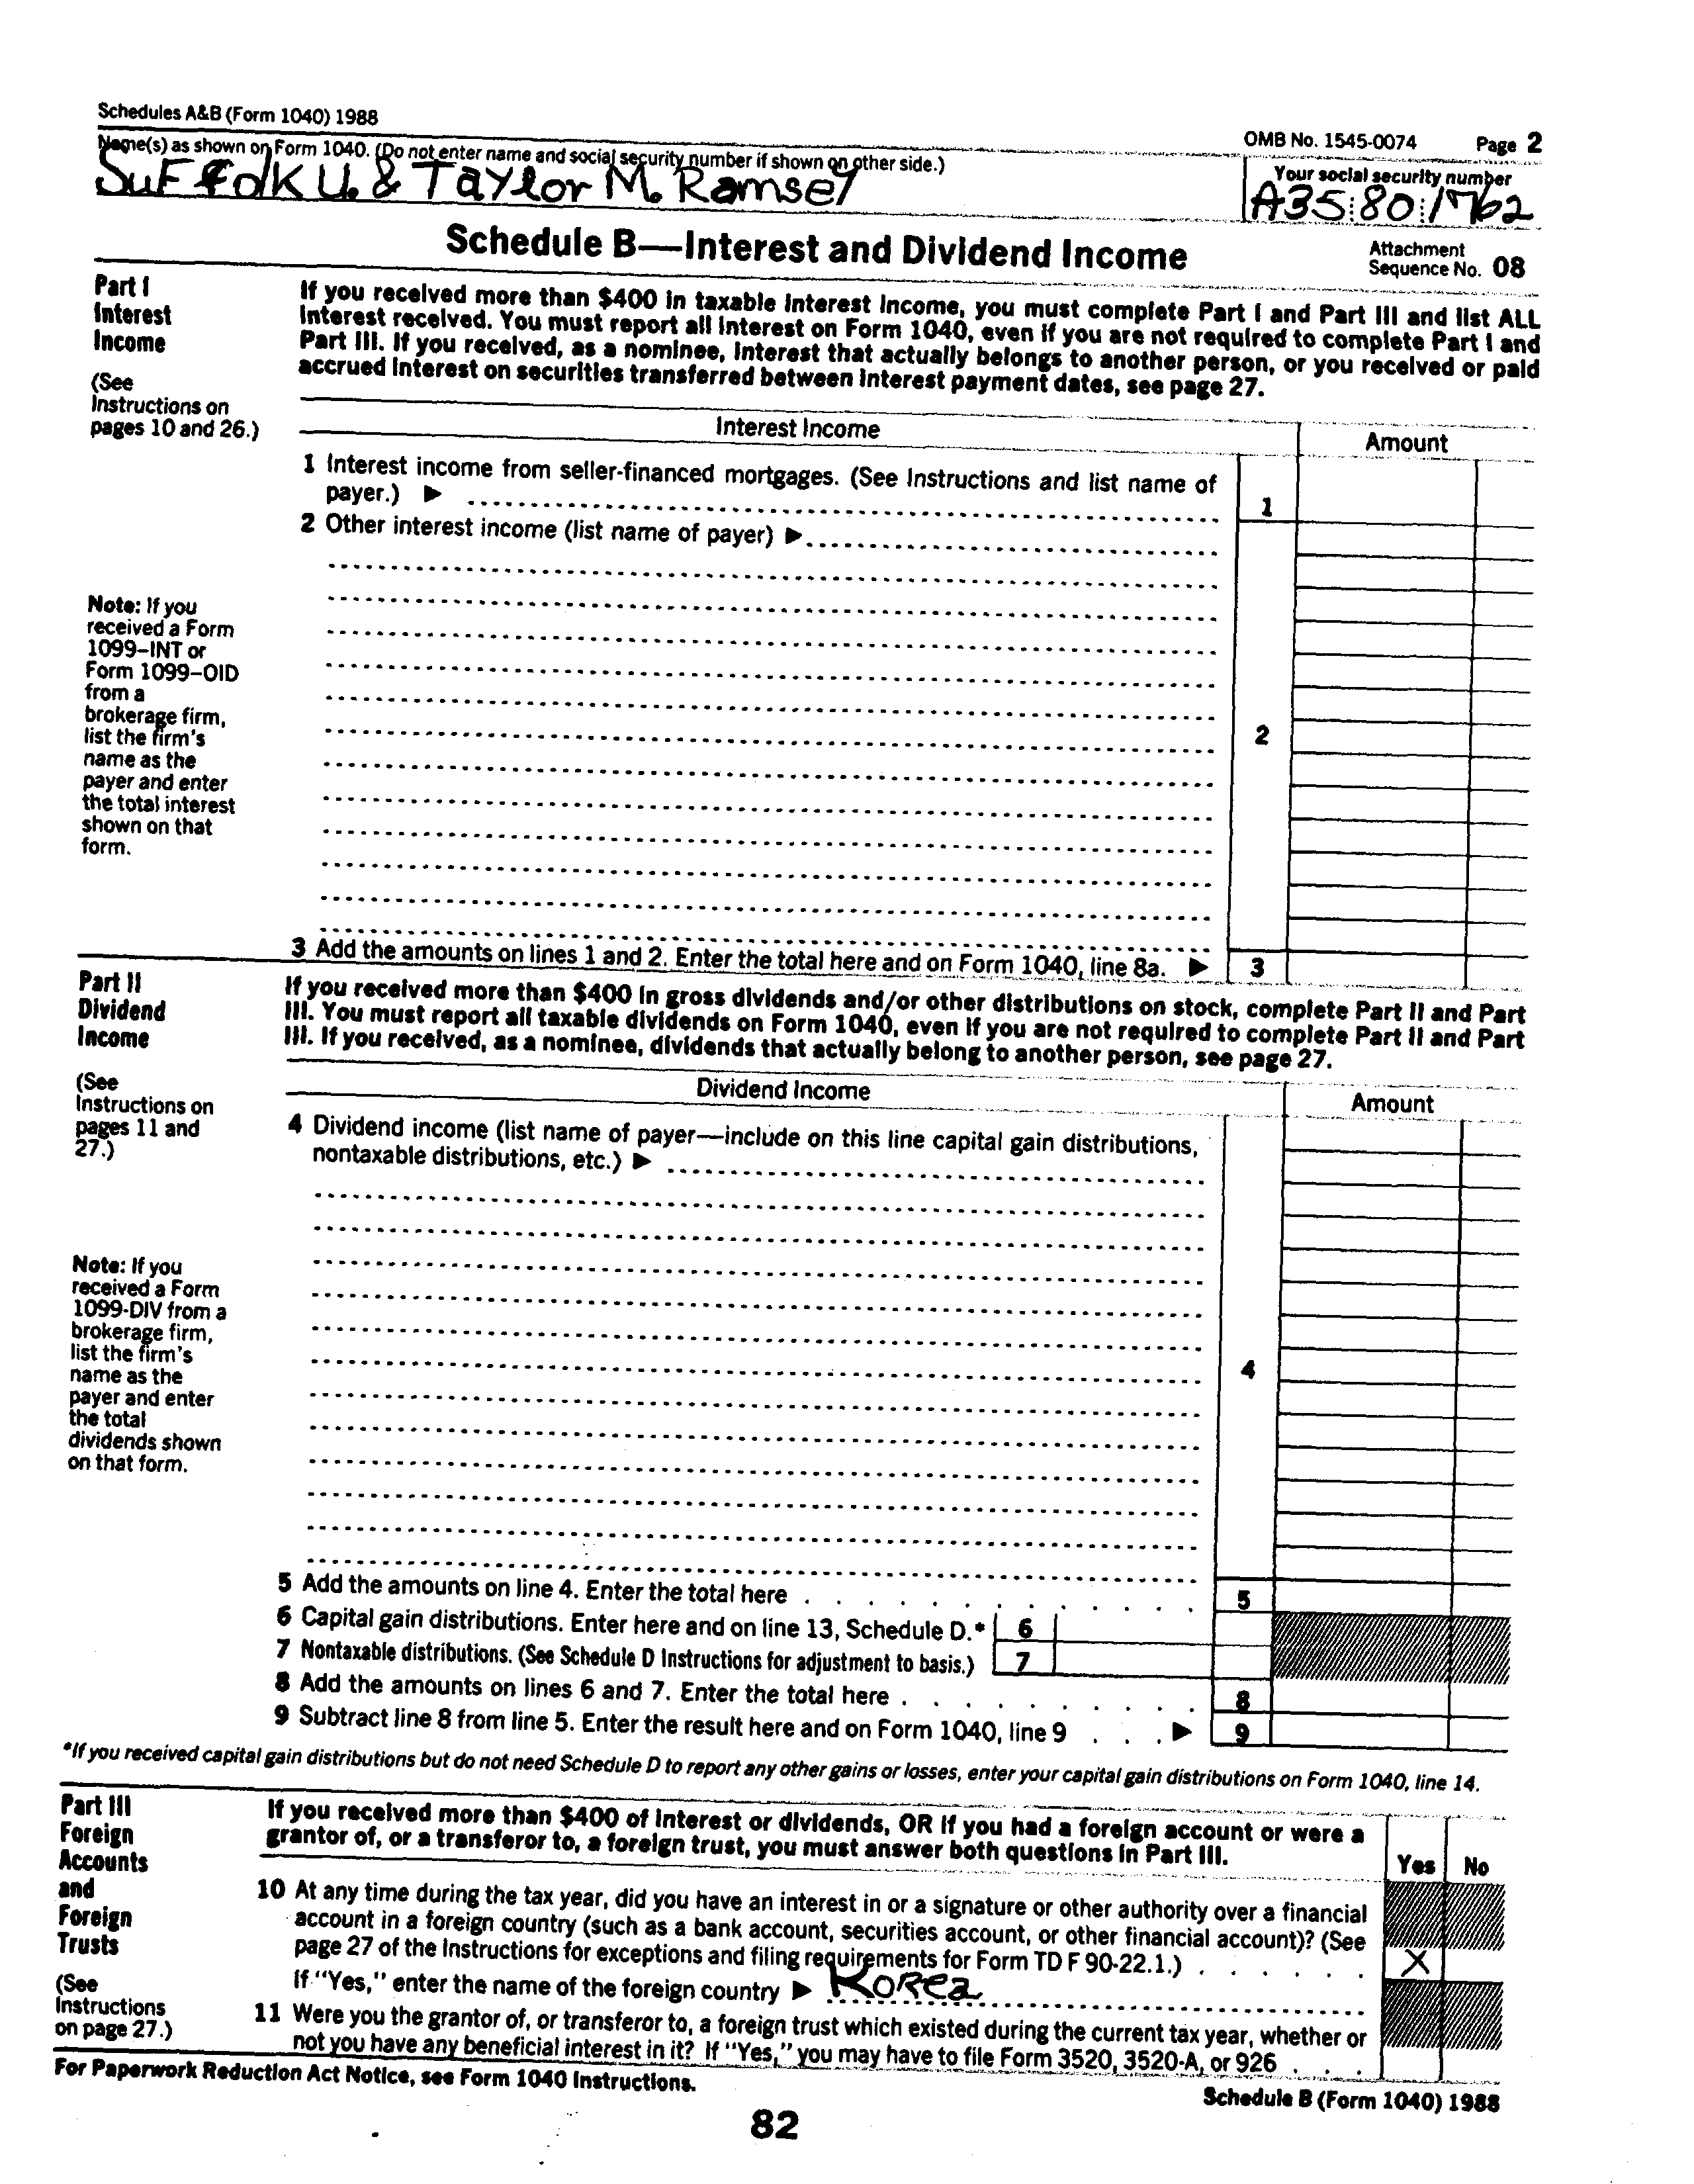 Schedules A&B (Form 1040) 1988
OMB No. 1545-0074 Page 2
Name(s) as shown on Form 1040. (Do not enter name and social security number if shown on other side.)
Your social security number
SuFFolK U. & Taylor M. Ramsey
A35:80:1762
Schedule B—Interest and Dividend Income
Attachment
Sequence No. 08
Part I
Interest
Income
(See
Instructions on
pages 10 and 26.)
If you received more than $400 in taxable interest income, you must complete Part I and Part III and list ALL
interest received. You must report all interest on Form 1040, even if you are not required to complete Part I and
Part III. If you received, as a nominee, interest that actually belongs to another person, or you received or paid
accrued interest on securities transferred between interest payment dates, see page 27.
Interest Income
Amount
1 Interest income from seller-financed mortgages. (See Instructions and list name of
payer.) ▶
1
2 Other interest income (list name of payer) ▶
Note: If you
received a Form
1099–INT or
Form 1099–OID
from a
brokerage firm,
list the firm's
name as the
payer and enter
the total interest
shown on that
form.
2
3 Add the amounts on lines 1 and 2. Enter the total here and on Form 1040, line 8a. ▶ 3
Part II
Dividend
Income
(See
Instructions on
pages 11 and
27.)
If you received more than $400 in gross dividends and/or other distributions on stock, complete Part II and Part
III. You must report all taxable dividends on Form 1040, even if you are not required to complete Part II and Part
III. If you received, as a nominee, dividends that actually belong to another person, see page 27.
Dividend Income
Amount
4 Dividend income (list name of payer—include on this line capital gain distributions,
nontaxable distributions, etc.) ▶
Note: If you
received a Form
1099-DIV from a
brokerage firm,
list the firm's
name as the
payer and enter
the total
dividends shown
on that form.
4
5 Add the amounts on line 4. Enter the total here . . . . . . . . . . . . . 5
6 Capital gain distributions. Enter here and on line 13, Schedule D.* 6
7 Nontaxable distributions. (See Schedule D Instructions for adjustment to basis.) 7
8 Add the amounts on lines 6 and 7. Enter the total here . . . . . . . . . . 8
9 Subtract line 8 from line 5. Enter the result here and on Form 1040, line 9 . . . ▶ 9
*If you received capital gain distributions but do not need Schedule D to report any other gains or losses, enter your capital gain distributions on Form 1040, line 14.
Part III
Foreign
Accounts
and
Foreign
Trusts
(See
Instructions
on page 27.)
If you received more than $400 of interest or dividends, OR if you had a foreign account or were a
grantor of, or a transferor to, a foreign trust, you must answer both questions in Part III.
Yes No
10 At any time during the tax year, did you have an interest in or a signature or other authority over a financial
account in a foreign country (such as a bank account, securities account, or other financial account)? (See
page 27 of the Instructions for exceptions and filing requirements for Form TD F 90-22.1.) . . . . . . X
If "Yes," enter the name of the foreign country ▶ Korea
11 Were you the grantor of, or transferor to, a foreign trust which existed during the current tax year, whether or
not you have any beneficial interest in it? If "Yes," you may have to file Form 3520, 3520-A, or 926 . . .
For Paperwork Reduction Act Notice, see Form 1040 Instructions.
Schedule B (Form 1040) 1988
82